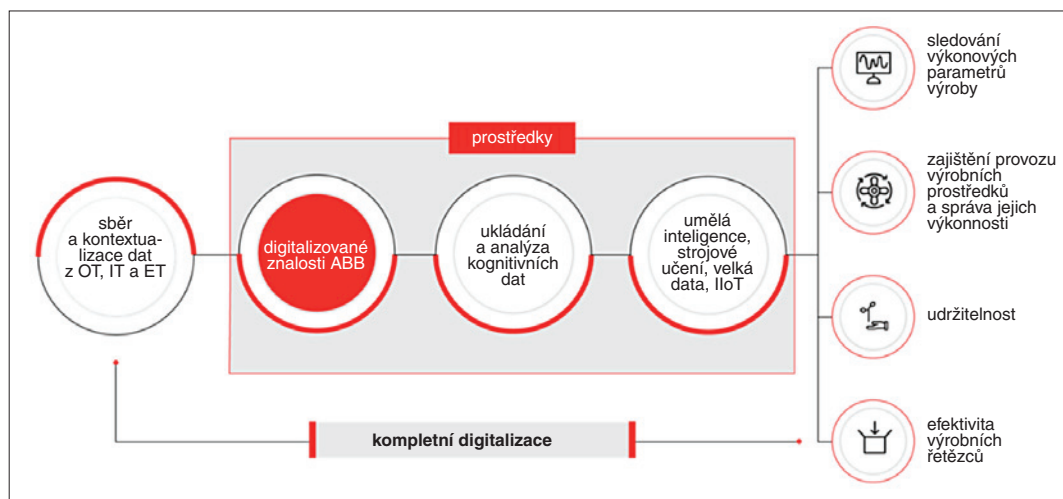 prostředky
sběr
a kontextua-
lizace dat
z OT, IT a ET
digitalizované
znalosti ABB
ukládání
a analýza
kognitivních
dat
umělá
inteligence,
strojové
učení, velká
data, IIoT
sledování
výkonových
parametrů
výroby
zajištění provozu
výrobních
prostředků
a správa jejich
výkonnosti
udržitelnost
efektivita
výrobních
řetězců
kompletní digitalizace